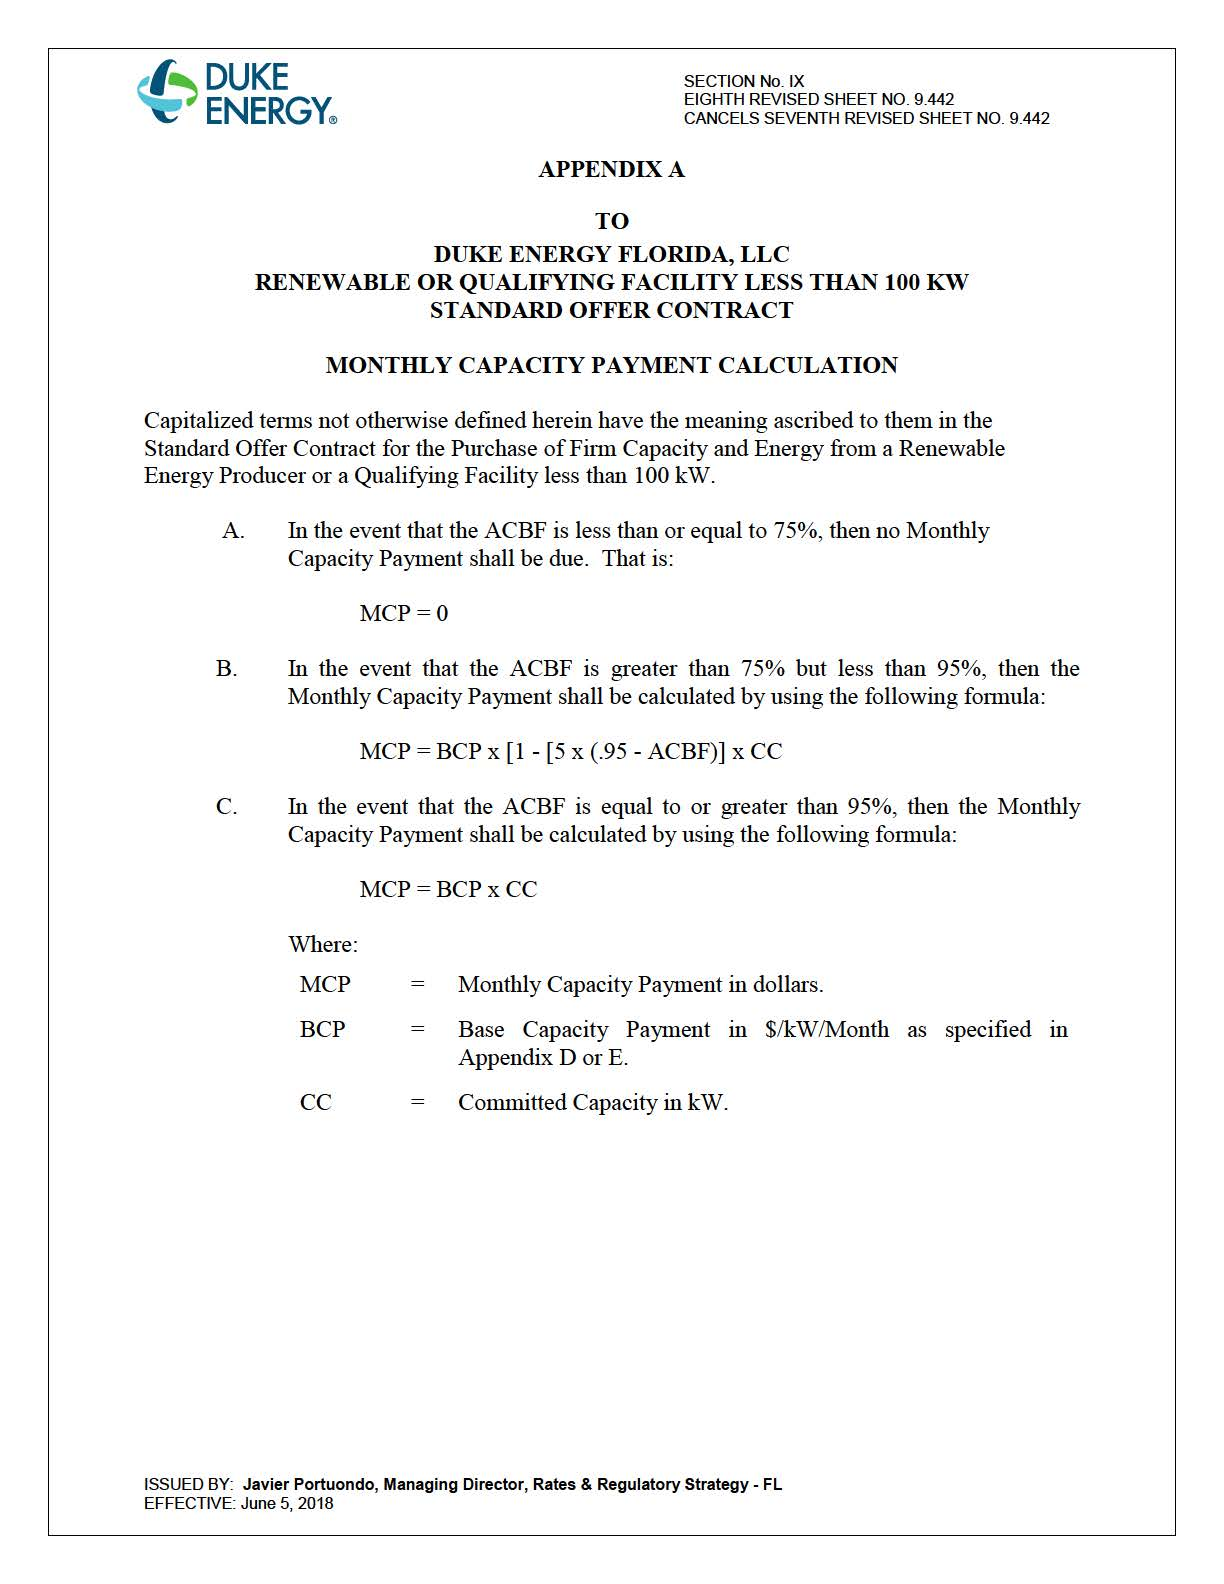 DUKE
ENERGY®
SECTION No. IX
EIGHTH REVISED SHEET NO. 9.442
CANCELS SEVENTH REVISED SHEET NO. 9.442
APPENDIX A
TO
DUKE ENERGY FLORIDA, LLC
RENEWABLE OR QUALIFYING FACILITY LESS THAN 100 KW
STANDARD OFFER CONTRACT
MONTHLY CAPACITY PAYMENT CALCULATION
Capitalized terms not otherwise defined herein have the meaning ascribed to them in the
Standard Offer Contract for the Purchase of Firm Capacity and Energy from a Renewable
Energy Producer or a Qualifying Facility less than 100 kW.
A. In the event that the ACBF is less than or equal to 75%, then no Monthly
Capacity Payment shall be due. That is:
MCP = 0
B. In the event that the ACBF is greater than 75% but less than 95%, then the
Monthly Capacity Payment shall be calculated by using the following formula:
MCP = BCP x [1 - [5 x (.95 - ACBF)] x CC
C. In the event that the ACBF is equal to or greater than 95%, then the Monthly
Capacity Payment shall be calculated by using the following formula:
MCP = BCP x CC
Where:
MCP = Monthly Capacity Payment in dollars.
BCP = Base Capacity Payment in $/kW/Month as specified in
Appendix D or E.
CC = Committed Capacity in kW.
ISSUED BY: Javier Portuondo, Managing Director, Rates & Regulatory Strategy - FL
EFFECTIVE: June 5, 2018